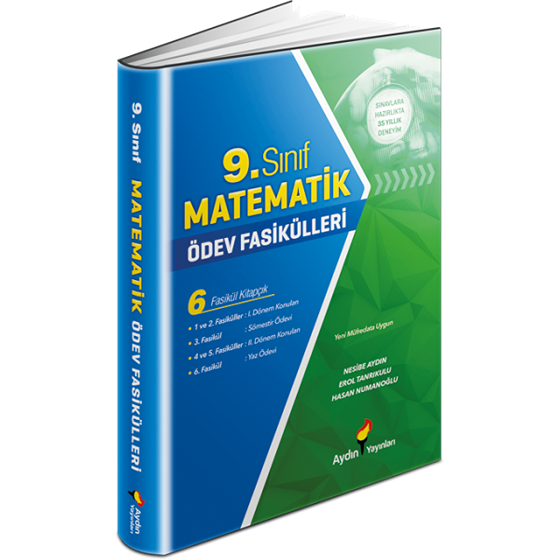 9. Sınıf MATEMATİK ÖDEV FASİKÜLLERİ
Aydın Yayınları
SINAVLARA
HAZIRLIKTA
35 YILLIK
DENEYİM
9. Sınıf
MATEMATİK
ÖDEV FASİKÜLLERİ
6 Fasikül Kitapçık
• 1 ve 2. Fasiküller : I. Dönem Konuları
• 3. Fasikül : Sömestir Ödevi
• 4 ve 5. Fasiküller : II. Dönem Konuları
• 6. Fasikül : Yaz Ödevi
Yeni Müfredata Uygun
NESİBE AYDIN
EROL TANRIKULU
HASAN NUMANOĞLU
Aydın Yayınları